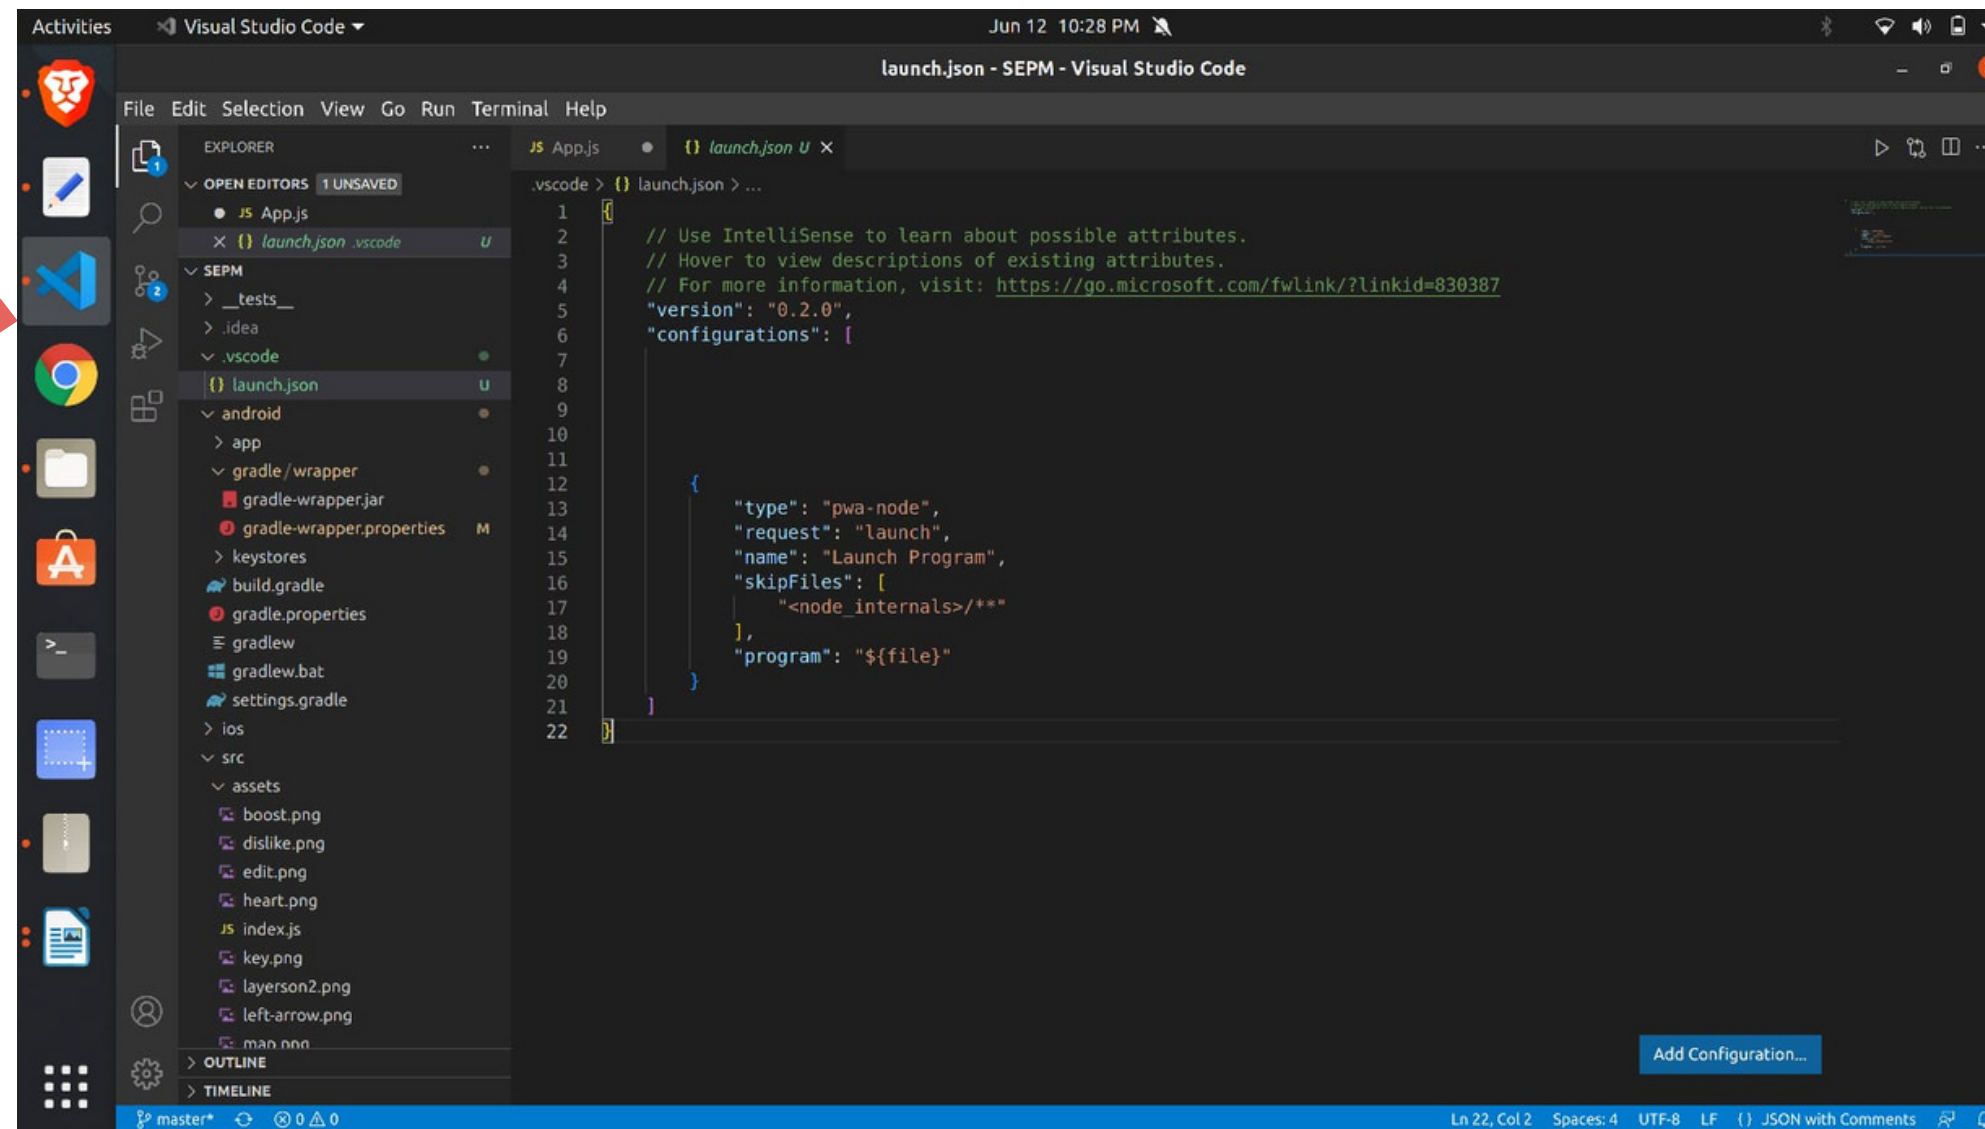 Activities Visual Studio Code Jun 12 10:28 PM
launch.json - SEPM - Visual Studio Code
File Edit Selection View Go Run Terminal Help
EXPLORER
OPEN EDITORS 1 UNSAVED
JS App.js
{} launch.json .vscode U
SEPM
__tests__
.idea
.vscode
{} launch.json U
android
app
gradle/wrapper
gradle-wrapper.jar
gradle-wrapper.properties M
keystores
build.gradle
gradle.properties
gradlew
gradlew.bat
settings.gradle
ios
src
assets
boost.png
dislike.png
edit.png
heart.png
JS index.js
key.png
layerson2.png
left-arrow.png
map.png
OUTLINE
TIMELINE
1
2
JS App.js {} launch.json U
.vscode > {} launch.json > ...
1 {
2 // Use IntelliSense to learn about possible attributes.
3 // Hover to view descriptions of existing attributes.
4 // For more information, visit: https://go.microsoft.com/fwlink/?linkid=830387
5 "version": "0.2.0",
6 "configurations": [
7
8
9
10
11
12 {
13 "type": "pwa-node",
14 "request": "launch",
15 "name": "Launch Program",
16 "skipFiles": [
17 "<node_internals>/**"
18 ],
19 "program": "${file}"
20 }
21 ]
22 }
Add Configuration...
master* 0 0 Ln 22, Col 2 Spaces: 4 UTF-8 LF {} JSON with Comments